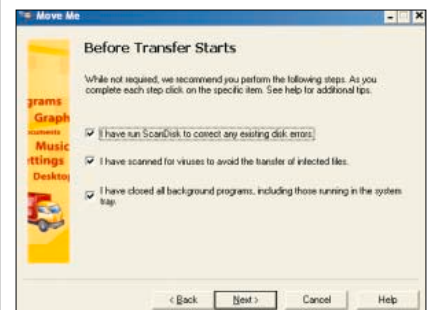 Move Me
Before Transfer Starts
While not required, we recommend you perform the following steps. As you
complete each step click on the specific item. See help for additional tips.
grams
Graph
ocuments
Music
ettings
Desktop
I have run ScanDisk to correct any existing disk errors.
I have scanned for viruses to avoid the transfer of infected files.
I have closed all background programs, including those running in the system
tray.
< Back
Next >
Cancel
Help